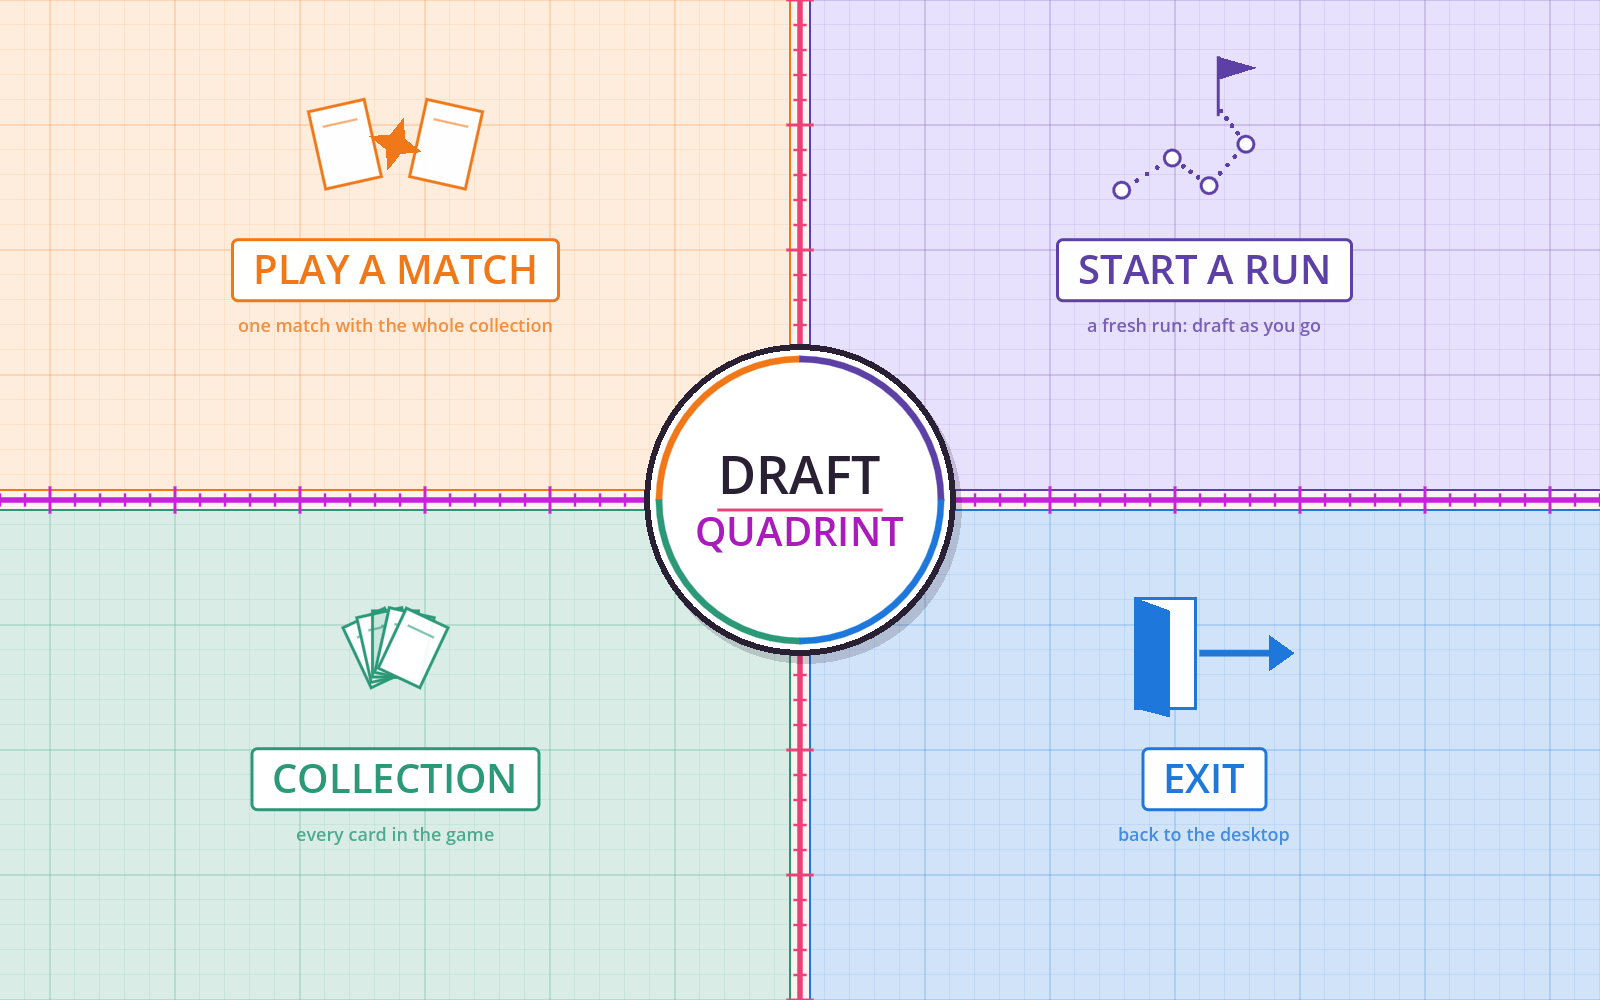 PLAY A MATCH
one match with the whole collection
START A RUN
a fresh run: draft as you go
DRAFT
QUADRINT
COLLECTION
every card in the game
EXIT
back to the desktop